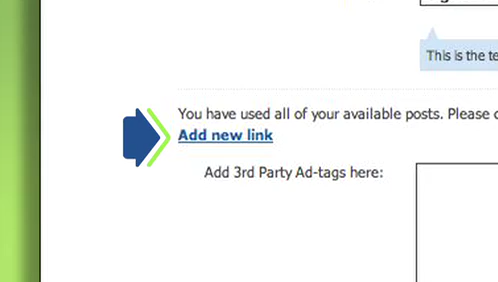 This is the te
You have used all of your available posts. Please
Add new link
Add 3rd Party Ad-tags here: